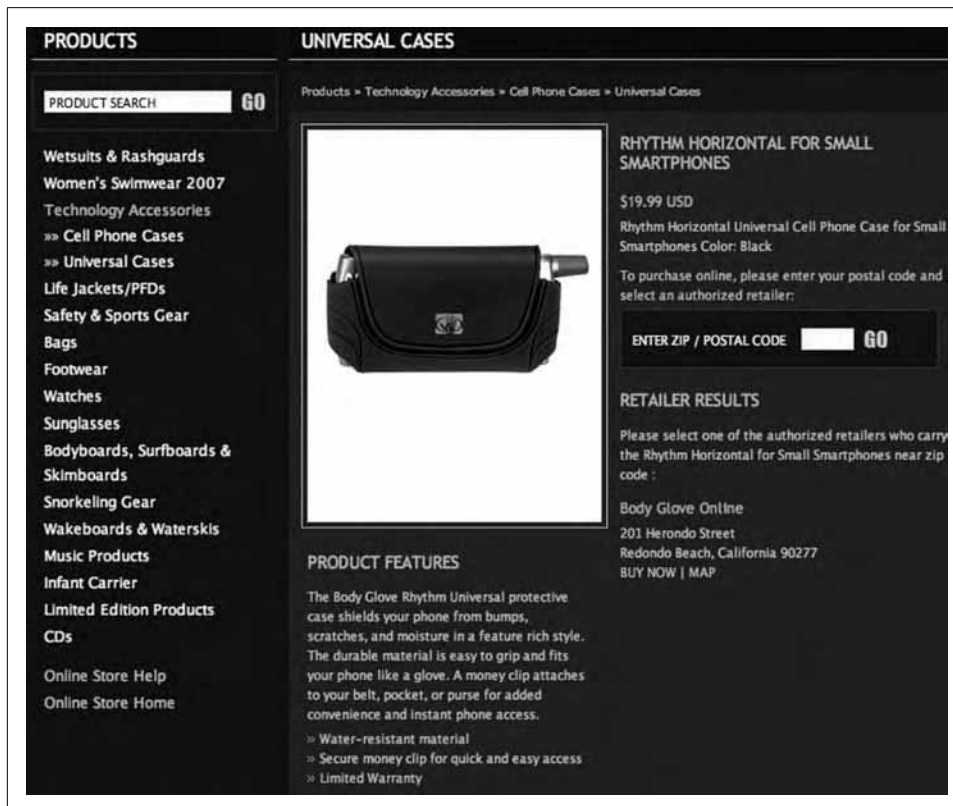 PRODUCTS
PRODUCT SEARCH GO
Wetsuits & Rashguards
Women's Swimwear 2007
Technology Accessories
»» Cell Phone Cases
»» Universal Cases
Life Jackets/PFDs
Safety & Sports Gear
Bags
Footwear
Watches
Sunglasses
Bodyboards, Surfboards &
Skimboards
Snorkeling Gear
Wakeboards & Waterskis
Music Products
Infant Carrier
Limited Edition Products
CDs
Online Store Help
Online Store Home
UNIVERSAL CASES
Products » Technology Accessories » Cell Phone Cases » Universal Cases
RHYTHM HORIZONTAL FOR SMALL
SMARTPHONES
$19.99 USD
Rhythm Horizontal Universal Cell Phone Case for Small
Smartphones Color: Black
To purchase online, please enter your postal code and
select an authorized retailer:
ENTER ZIP / POSTAL CODE GO
RETAILER RESULTS
Please select one of the authorized retailers who carry
the Rhythm Horizontal for Small Smartphones near zip
code :
Body Glove Online
201 Herondo Street
Redondo Beach, California 90277
BUY NOW | MAP
PRODUCT FEATURES
The Body Glove Rhythm Universal protective
case shields your phone from bumps,
scratches, and moisture in a feature rich style.
The durable material is easy to grip and fits
your phone like a glove. A money clip attaches
to your belt, pocket, or purse for added
convenience and instant phone access.
» Water-resistant material
» Secure money clip for quick and easy access
» Limited Warranty